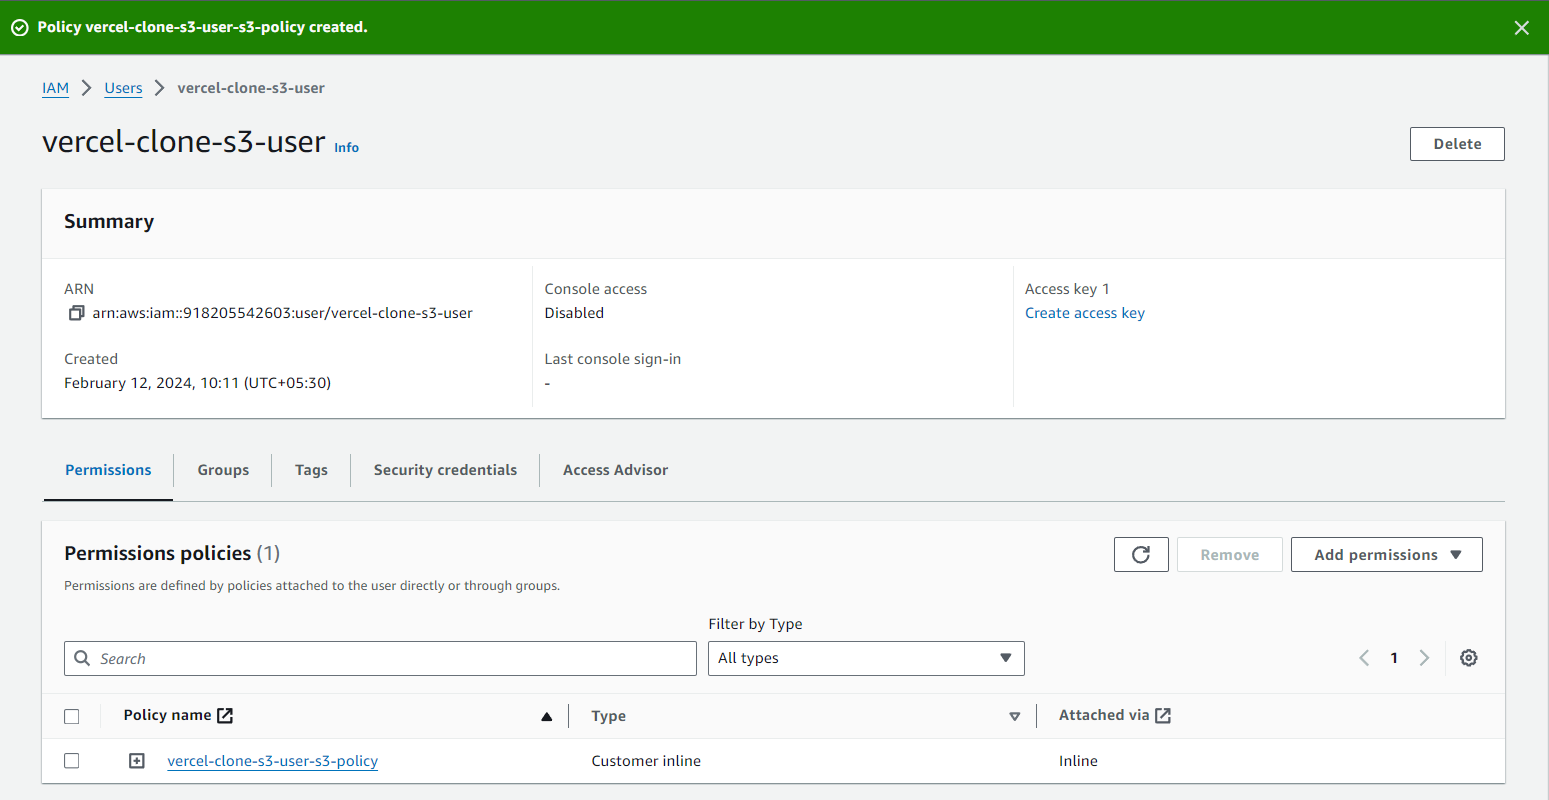 Policy vercel-clone-s3-user-s3-policy created.
IAM Users vercel-clone-s3-user
vercel-clone-s3-user Info
Delete
Summary
ARN
arn:aws:iam::918205542603:user/vercel-clone-s3-user
Created
February 12, 2024, 10:11 (UTC+05:30)
Console access
Disabled
Last console sign-in
-
Access key 1
Create access key
Permissions Groups Tags Security credentials Access Advisor
Permissions policies (1)
Permissions are defined by policies attached to the user directly or through groups.
Remove
Add permissions
Filter by Type
Search
All types
1
Policy name Type Attached via
vercel-clone-s3-user-s3-policy Customer inline Inline